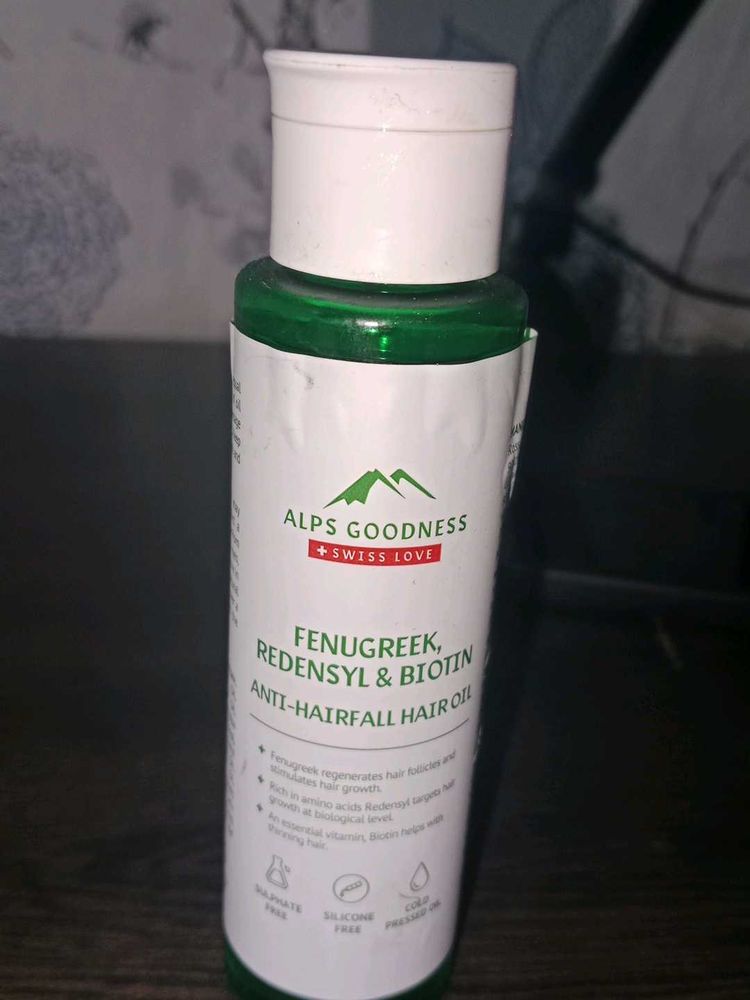 ALPS GOODNESS
+ SWISS LOVE
FENUGREEK,
REDENSYL & BIOTIN
ANTI-HAIRFALL HAIR OIL
+ Fenugreek regenerates hair follicles and
stimulates hair growth.
+ Rich in amino acids Redensyl targets hair
growth at biological level.
+ An essential vitamin, Biotin helps with
thinning hair.
SULPHATE
FREE
SILICONE
FREE
COLD
PRESSED OIL